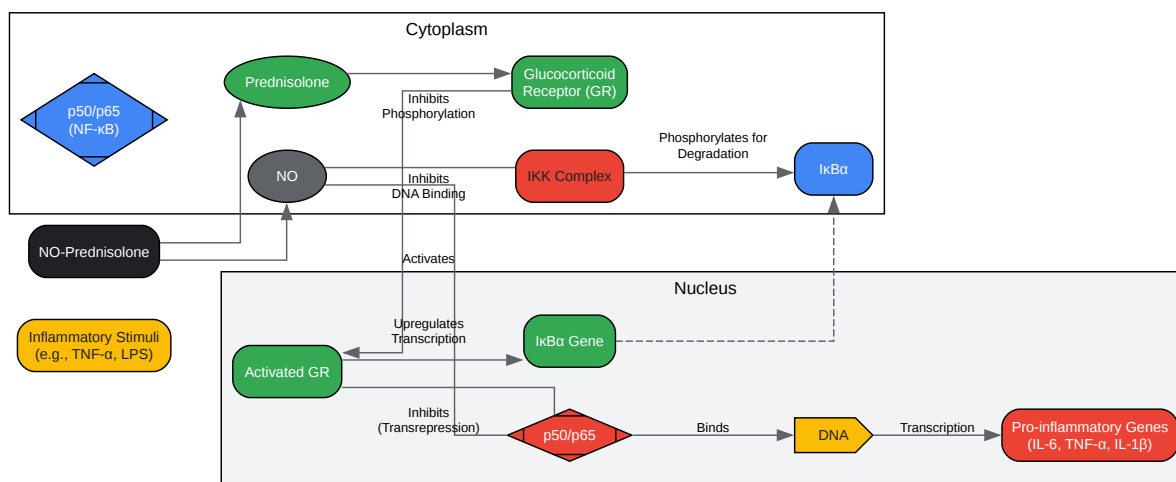 Cytoplasm
p50/p65
(NF-κB)
Prednisolone
Glucocorticoid
Receptor (GR)
Inhibits
Phosphorylation
NO
Inhibits
DNA Binding
IKK Complex
Phosphorylates for
Degradation
IκBα
NO-Prednisolone
Activates
Nucleus
Inflammatory Stimuli
(e.g., TNF-α, LPS)
Upregulates
Transcription
IκBα Gene
Activated GR
Inhibits
(Transrepression)
p50/p65
Binds
DNA
Transcription
Pro-inflammatory Genes
(IL-6, TNF-α, IL-1β)